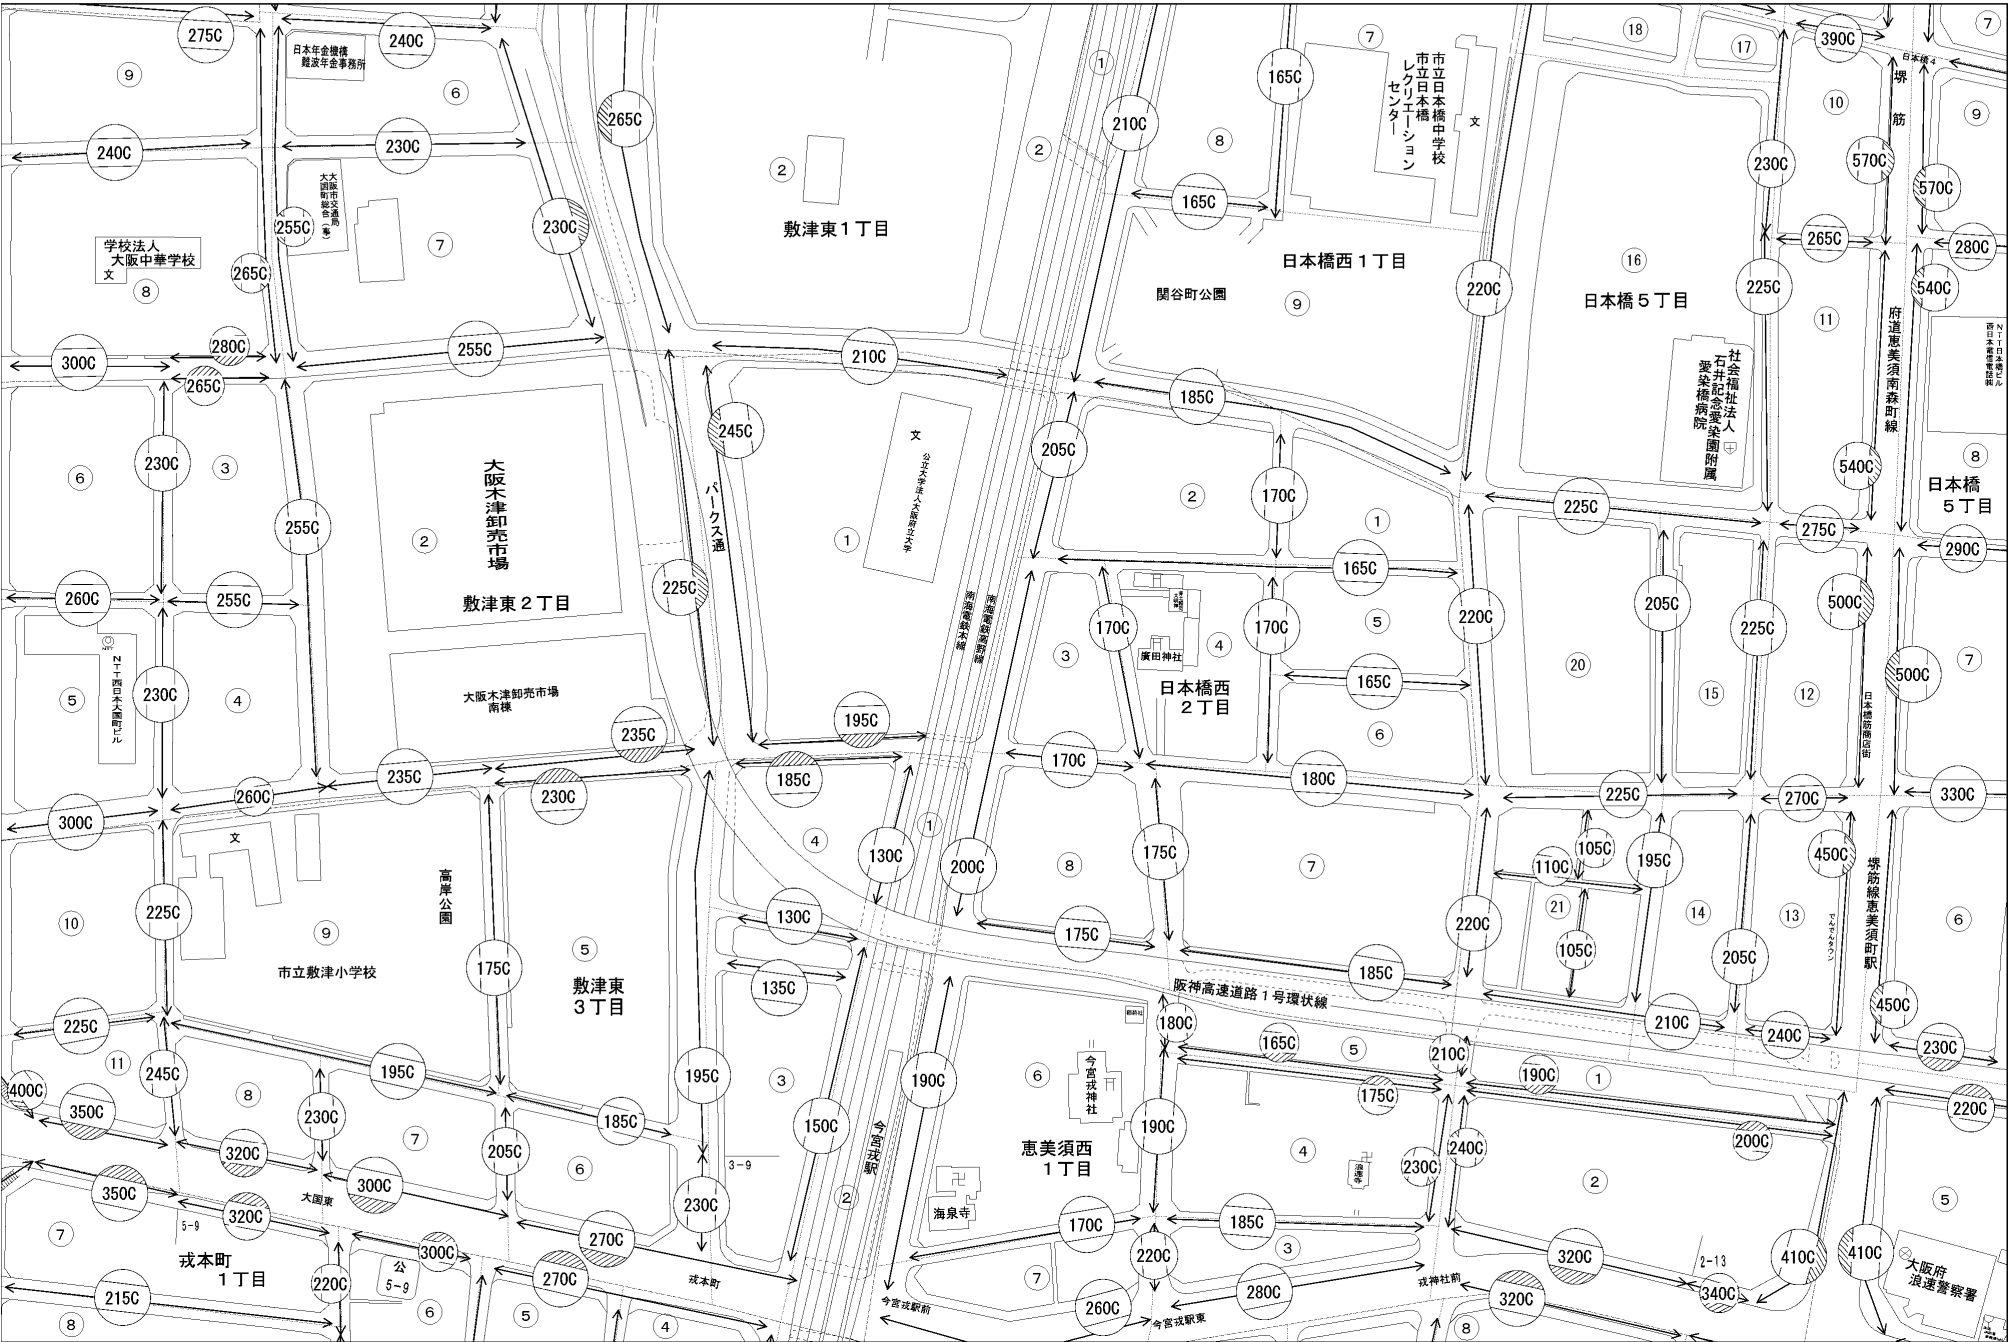 275C
日本年金機構
難波年金事務所
240C
⑨
⑥
265C
①
210C
165C
⑦
市立日本橋中学校
市立日本橋
レクリエーション
センター
文
⑱
⑰
390C
日本橋4
⑦
堺筋
⑩
⑨
240C
230C
②
②
⑧
165C
230C
570C
570C
大阪市交通局
255C
230C
⑦
敷津東1丁目
学校法人
大阪中華学校
文
⑧
265C
日本橋西1丁目
関谷町公園
⑨
220C
⑯
日本橋5丁目
225C
265C
280C
540C
⑪
府道恵美須南森町線
NTT日本橋ビル
300C
280C
265C
255C
210C
185C
社会福祉法人
石井記念愛染園附属
愛染橋病院
245C
205C
文
公立大学法人大阪府立大学
230C
③
⑥
255C
大阪木津卸売市場
②
パークス通
①
②
170C
①
225C
275C
540C
⑧
日本橋
5丁目
290C
260C
255C
敷津東2丁目
225C
南海電鉄本線
南海電鉄高野線
165C
170C
170C
⑤
220C
205C
225C
500C
③
廣田神社
④
NTT西日本大国町ビル
⑤
230C
④
大阪木津卸売市場
南棟
日本橋西
2丁目
165C
⑥
⑳
⑮
⑫
500C
⑦
日本橋筋商店街
195C
235C
185C
170C
180C
300C
260C
235C
230C
225C
270C
330C
文
④
130C
①
200C
⑧
175C
⑦
105C
110C
195C
450C
高岸公園
堺筋線恵美須町駅
⑩
225C
⑨
市立敷津小学校
175C
⑤
敷津東
3丁目
130C
135C
175C
185C
220C
㉑
105C
⑭
205C
⑬
でんでんタウン
⑥
阪神高速道路1号環状線
225C
180C
210C
240C
450C
230C
⑪
245C
195C
195C
③
190C
⑥
今宮戎神社
165C
⑤
210C
190C
①
175C
400C
350C
⑧
230C
⑦
185C
150C
今宮戎駅
190C
240C
200C
220C
320C
205C
⑥
3-9
恵美須西
1丁目
④
浪速寺
230C
②
350C
300C
大国東
230C
②
海泉寺
⑤
320C
5-9
⑦
戎本町
1丁目
300C
270C
170C
185C
③
220C
公
5-9
270C
戎本町
220C
⑦
280C
戎神社前
320C
2-13
340C
410C
410C
大阪府
浪速警察署
215C
⑧
⑥
⑤
④
今宮戎駅前
260C
今宮戎駅東
320C
⑧